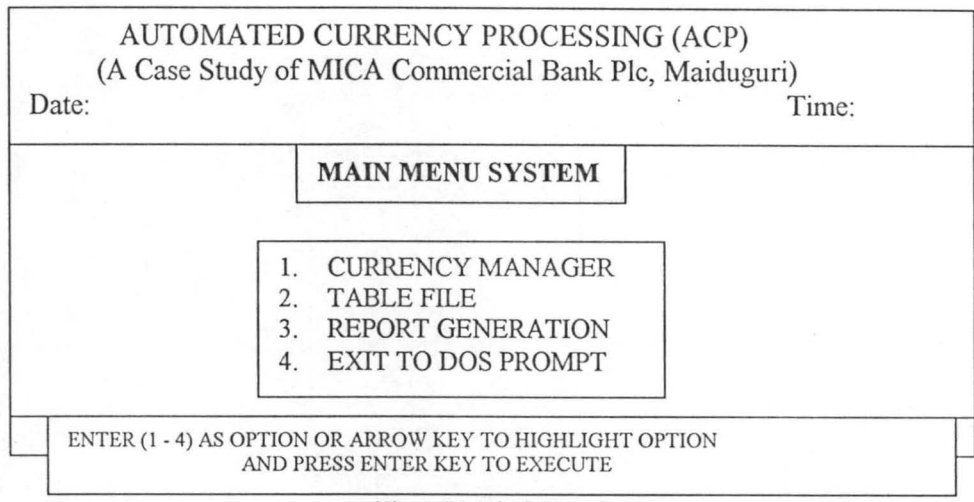 AUTOMATED CURRENCY PROCESSING (ACP)
(A Case Study of MICA Commercial Bank Plc, Maiduguri)
Date: Time:
MAIN MENU SYSTEM
1. CURRENCY MANAGER
2. TABLE FILE
3. REPORT GENERATION
4. EXIT TO DOS PROMPT
ENTER (1 - 4) AS OPTION OR ARROW KEY TO HIGHLIGHT OPTION
AND PRESS ENTER KEY TO EXECUTE